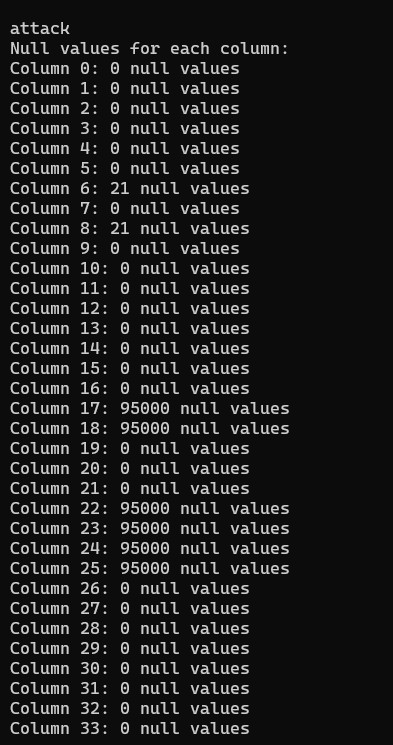 attack
Null values for each column:
Column 0: 0 null values
Column 1: 0 null values
Column 2: 0 null values
Column 3: 0 null values
Column 4: 0 null values
Column 5: 0 null values
Column 6: 21 null values
Column 7: 0 null values
Column 8: 21 null values
Column 9: 0 null values
Column 10: 0 null values
Column 11: 0 null values
Column 12: 0 null values
Column 13: 0 null values
Column 14: 0 null values
Column 15: 0 null values
Column 16: 0 null values
Column 17: 95000 null values
Column 18: 95000 null values
Column 19: 0 null values
Column 20: 0 null values
Column 21: 0 null values
Column 22: 95000 null values
Column 23: 95000 null values
Column 24: 95000 null values
Column 25: 95000 null values
Column 26: 0 null values
Column 27: 0 null values
Column 28: 0 null values
Column 29: 0 null values
Column 30: 0 null values
Column 31: 0 null values
Column 32: 0 null values
Column 33: 0 null values